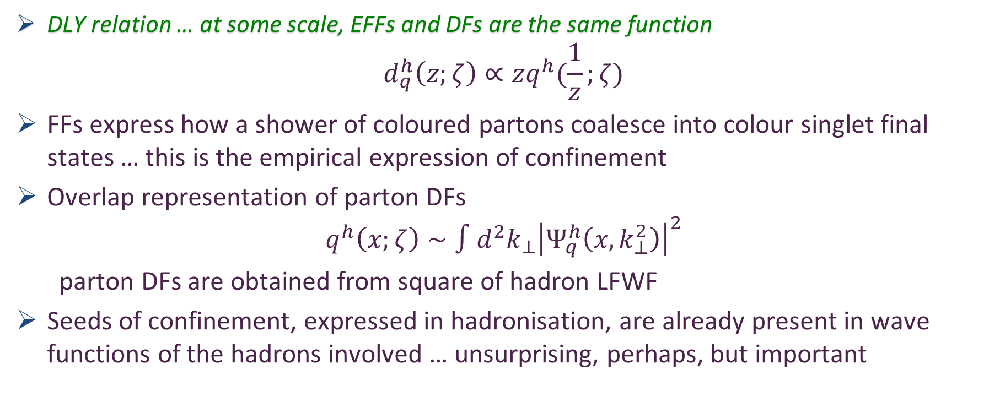 ➢ DLY relation … at some scale, EFFs and DFs are the same function
$d_q^h(z;\zeta) \propto z q^h(\frac{1}{z};\zeta)$
➢ FFs express how a shower of coloured partons coalesce into colour singlet final
states … this is the empirical expression of confinement
➢ Overlap representation of parton DFs
$q^h(x;\zeta) \sim \int d^2k_\perp \left|\Psi_q^h(x,k_\perp^2)\right|^2$
parton DFs are obtained from square of hadron LFWF
➢ Seeds of confinement, expressed in hadronisation, are already present in wave
functions of the hadrons involved … unsurprising, perhaps, but important